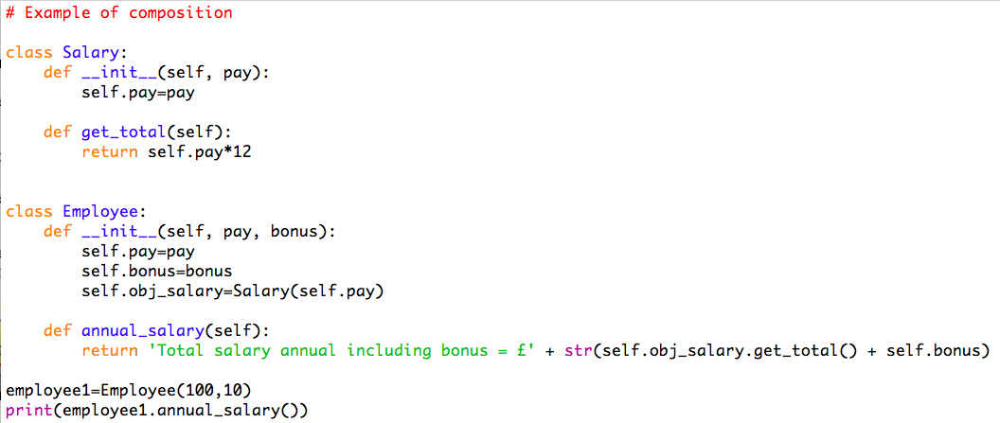 # Example of composition

class Salary:
    def __init__(self, pay):
        self.pay=pay

    def get_total(self):
        return self.pay*12


class Employee:
    def __init__(self, pay, bonus):
        self.pay=pay
        self.bonus=bonus
        self.obj_salary=Salary(self.pay)

    def annual_salary(self):
        return 'Total salary annual including bonus = £' + str(self.obj_salary.get_total() + self.bonus)

employee1=Employee(100,10)
print(employee1.annual_salary())